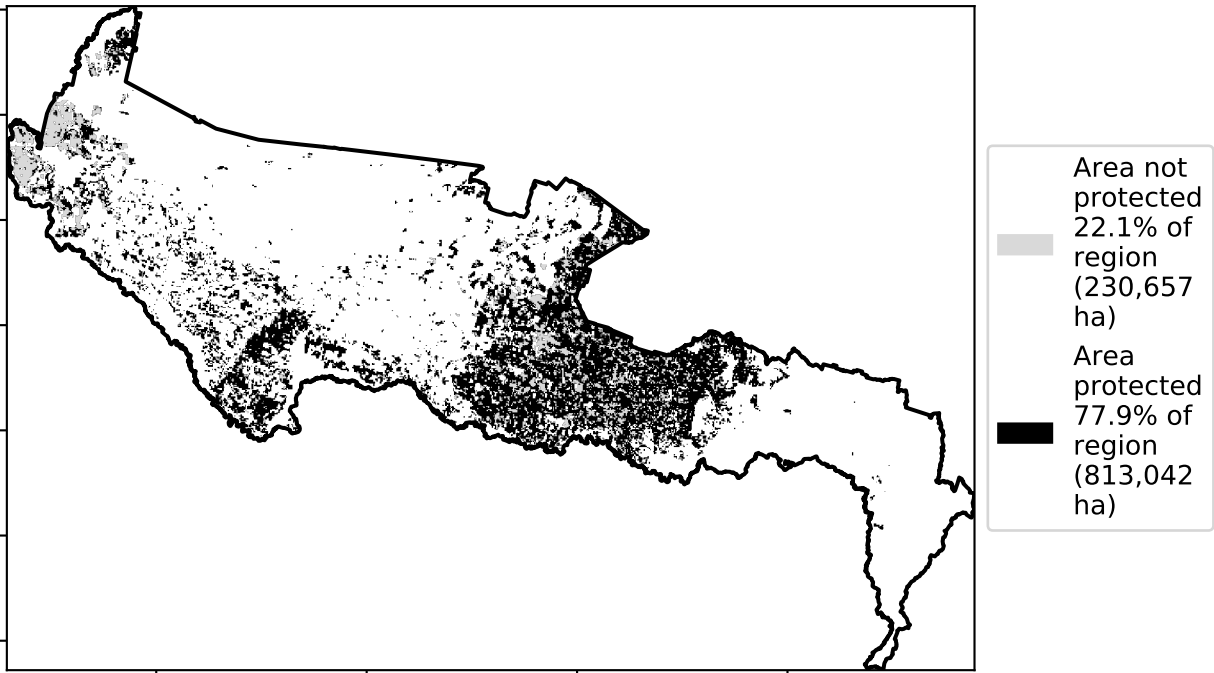 Area not
protected
22.1% of
region
(230,657
ha)
Area
protected
77.9% of
region
(813,042
ha)